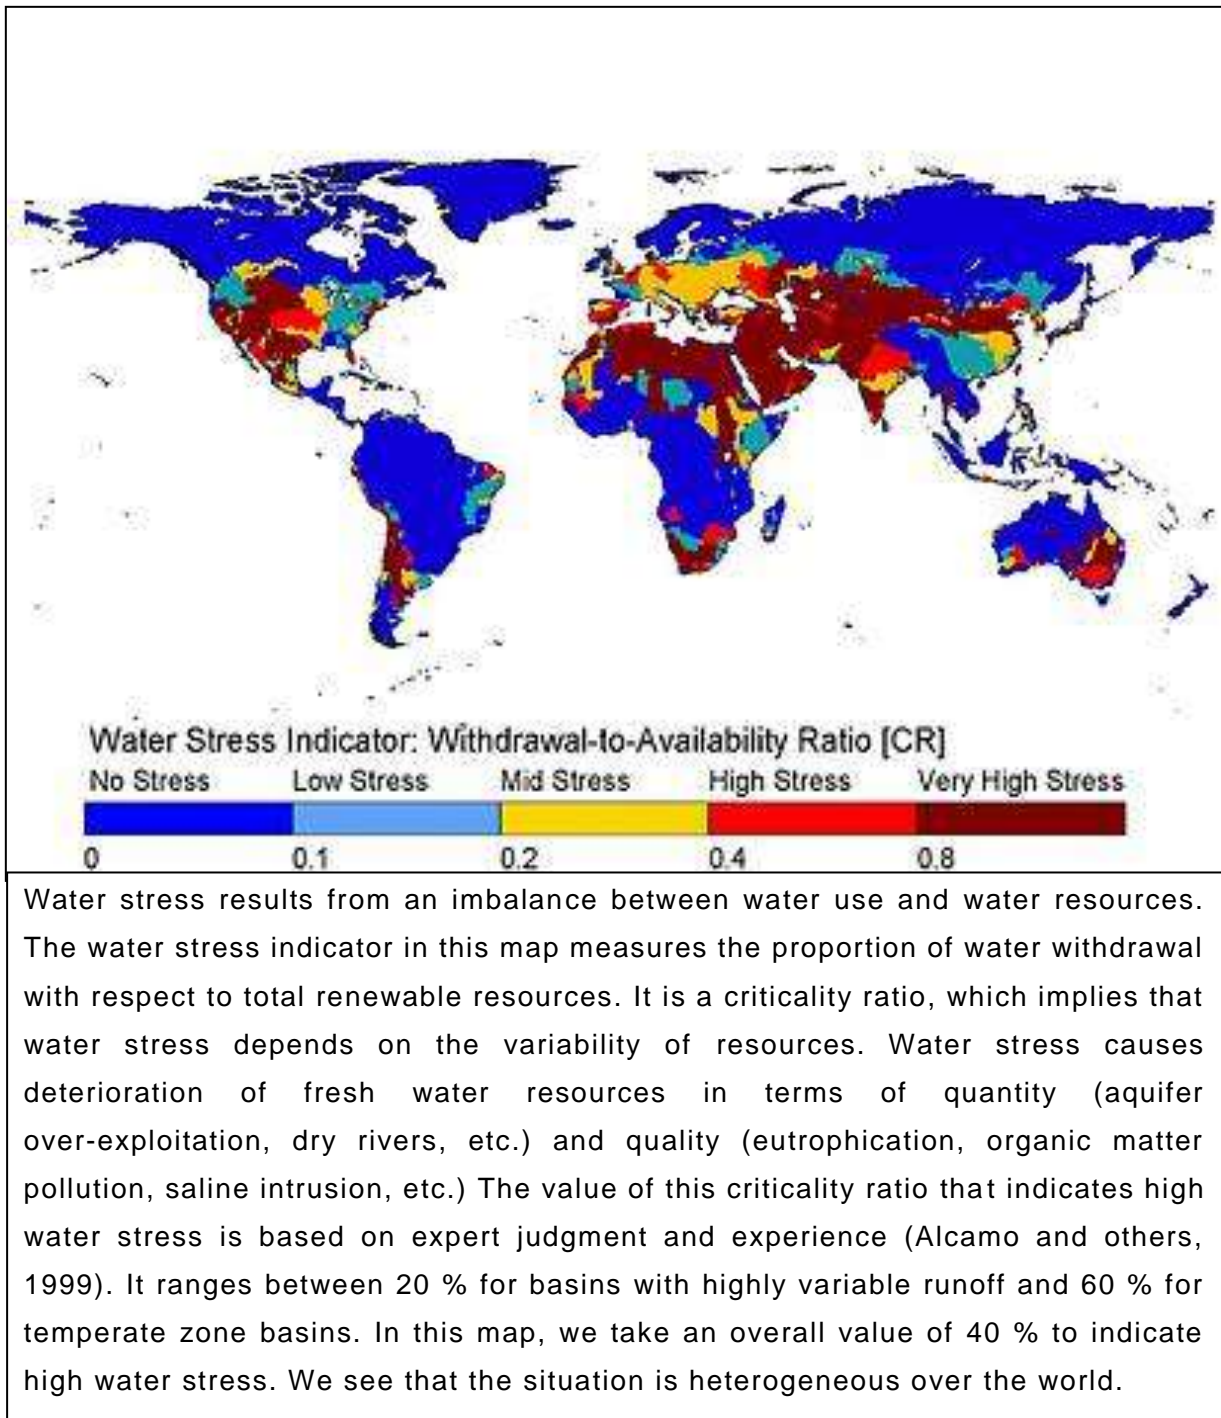 Water Stress Indicator: Withdrawal-to-Availability Ratio [CR]
No Stress Low Stress Mid Stress High Stress Very High Stress
0 0.1 0.2 0.4 0.8
Water stress results from an imbalance between water use and water resources.
The water stress indicator in this map measures the proportion of water withdrawal
with respect to total renewable resources. It is a criticality ratio, which implies that
water stress depends on the variability of resources. Water stress causes
deterioration of fresh water resources in terms of quantity (aquifer
over-exploitation, dry rivers, etc.) and quality (eutrophication, organic matter
pollution, saline intrusion, etc.) The value of this criticality ratio that indicates high
water stress is based on expert judgment and experience (Alcamo and others,
1999). It ranges between 20 % for basins with highly variable runoff and 60 % for
temperate zone basins. In this map, we take an overall value of 40 % to indicate
high water stress. We see that the situation is heterogeneous over the world.